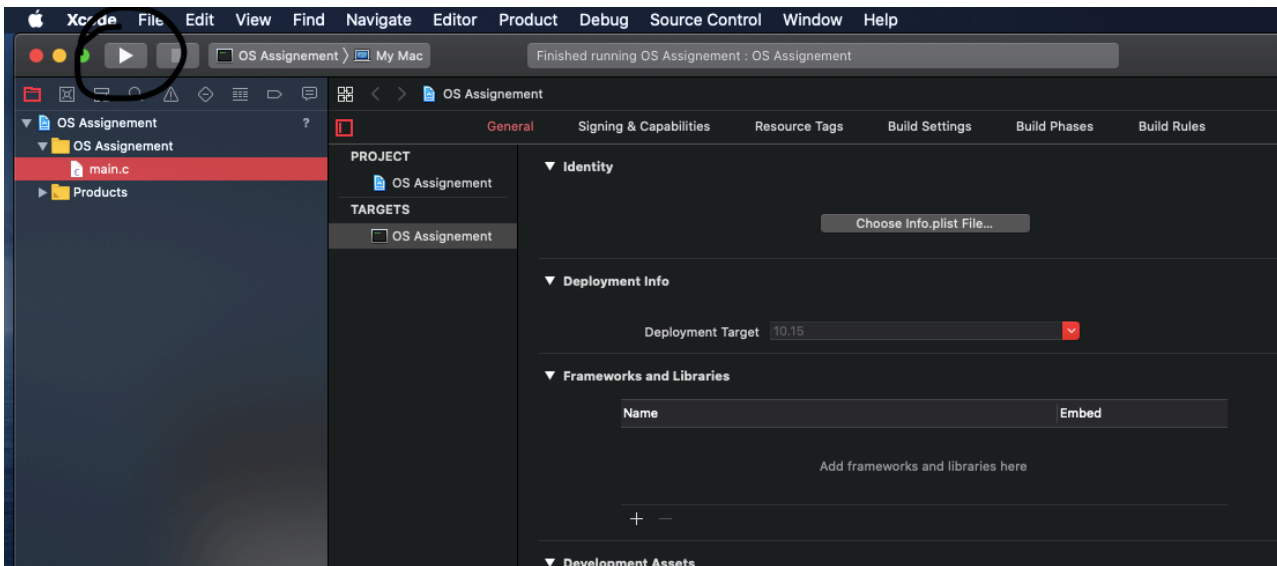 Xcode File Edit View Find Navigate Editor Product Debug Source Control Window Help
OS Assignement My Mac Finished running OS Assignement : OS Assignement
OS Assignement
OS Assignement ?
General Signing & Capabilities Resource Tags Build Settings Build Phases Build Rules
OS Assignement
PROJECT
Identity
main.c
OS Assignement
Products
TARGETS
Choose Info.plist File...
OS Assignement
Deployment Info
Deployment Target 10.15
Frameworks and Libraries
Name Embed
Add frameworks and libraries here
Development Assets